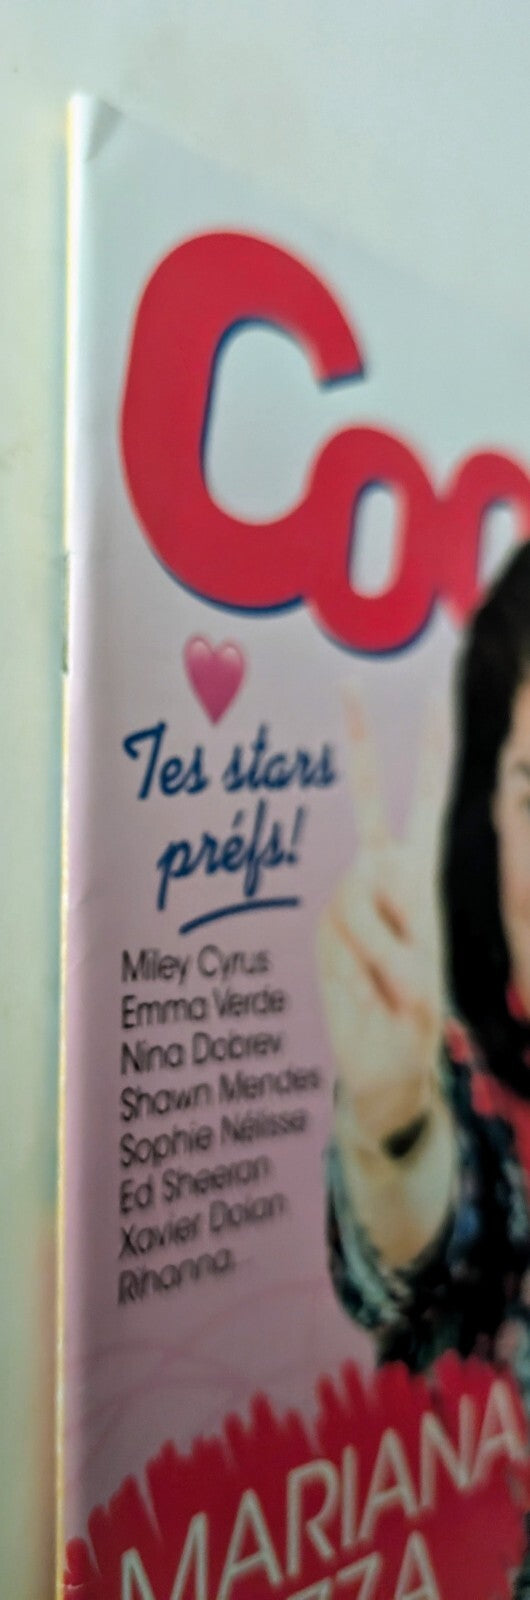 Coo
Tes stars
préfs!
Miley Cyrus
Emma Verde
Nina Dobrev
Shawn Mendes
Sophie Nélisse
Ed Sheeran
Xavier Dolan
Rihanna...
MARIANA
ZZA